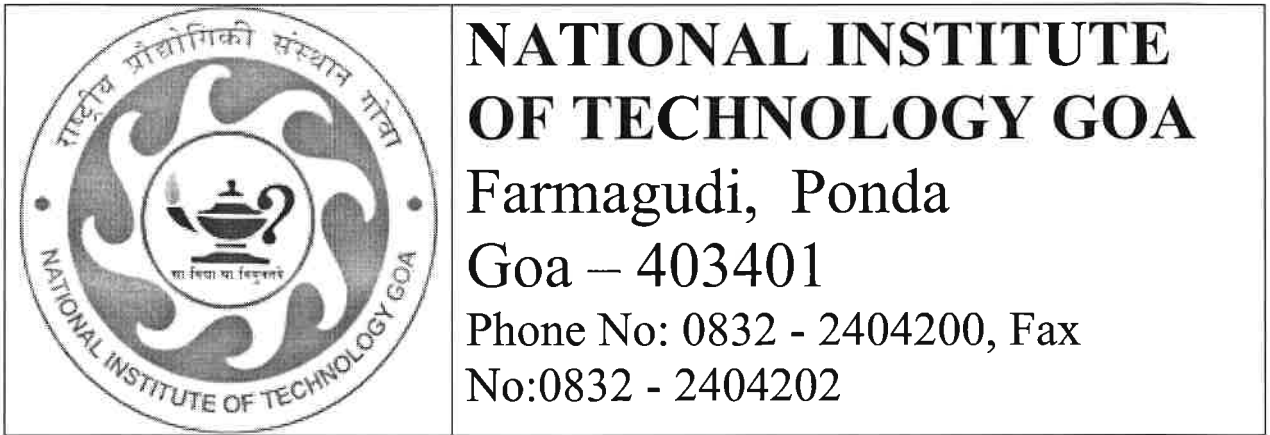 राष्ट्रीय प्रौद्योगिकी संस्थान गोवा
सा विद्या या विमुक्तये
NATIONAL INSTITUTE OF TECHNOLOGY GOA
NATIONAL INSTITUTE
OF TECHNOLOGY GOA
Farmagudi, Ponda
Goa – 403401
Phone No: 0832 - 2404200, Fax
No:0832 - 2404202